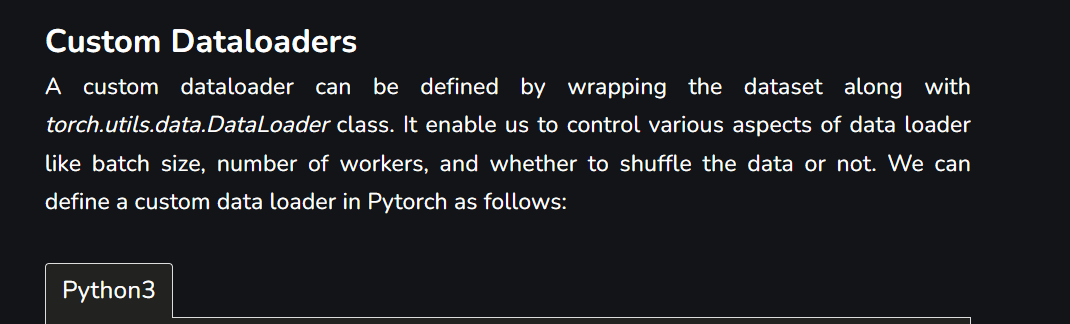 Custom Dataloaders
A custom dataloader can be defined by wrapping the dataset along with
torch.utils.data.DataLoader class. It enable us to control various aspects of data loader
like batch size, number of workers, and whether to shuffle the data or not. We can
define a custom data loader in Pytorch as follows:
Python3